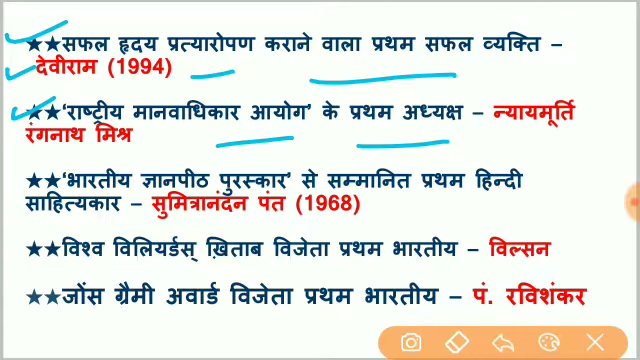 ★★सफल हृदय प्रत्यारोपण कराने वाला प्रथम सफल व्यक्ति –
देवीराम (1994)
★★‘राष्ट्रीय मानवाधिकार आयोग’ के प्रथम अध्यक्ष – न्यायमूर्ति
रंगनाथ मिश्र
★★‘भारतीय ज्ञानपीठ पुरस्कार’ से सम्मानित प्रथम हिन्दी
साहित्यकार – सुमित्रानंदन पंत (1968)
★★विश्व विलियर्डस् ख़िताब विजेता प्रथम भारतीय – विल्सन
★★जोंस ग्रैमी अवार्ड विजेता प्रथम भारतीय – पं. रविशंकर